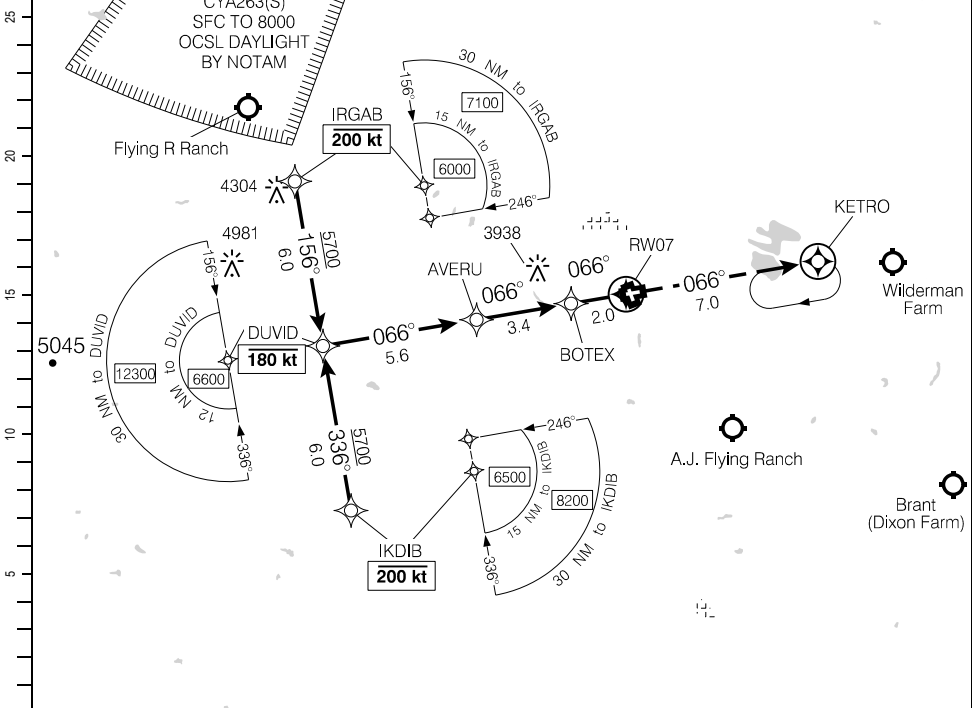 25
CYA263(S)
SFC TO 8000
OCSL DAYLIGHT
BY NOTAM
Flying R Ranch
IRGAB
200 kt
30 NM to IRGAB
156°
7100
15 NM to IRGAB
6000
246°
20
4304
4981
156°
6.0
5700
3938
RW07
KETRO
AVERU
066°
066°
066°
7.0
Wilderman
Farm
15
156°
30 NM to DUVID
12 NM to DUVID
DUVID
180 kt
066°
5.6
3.4
2.0
BOTEX
5045
12300
6600
336°
10
336°
6.0
5700
246°
6500
8200
15 NM to IKDIB
30 NM to IKDIB
336°
A.J. Flying Ranch
Brant
(Dixon Farm)
IKDIB
200 kt
5